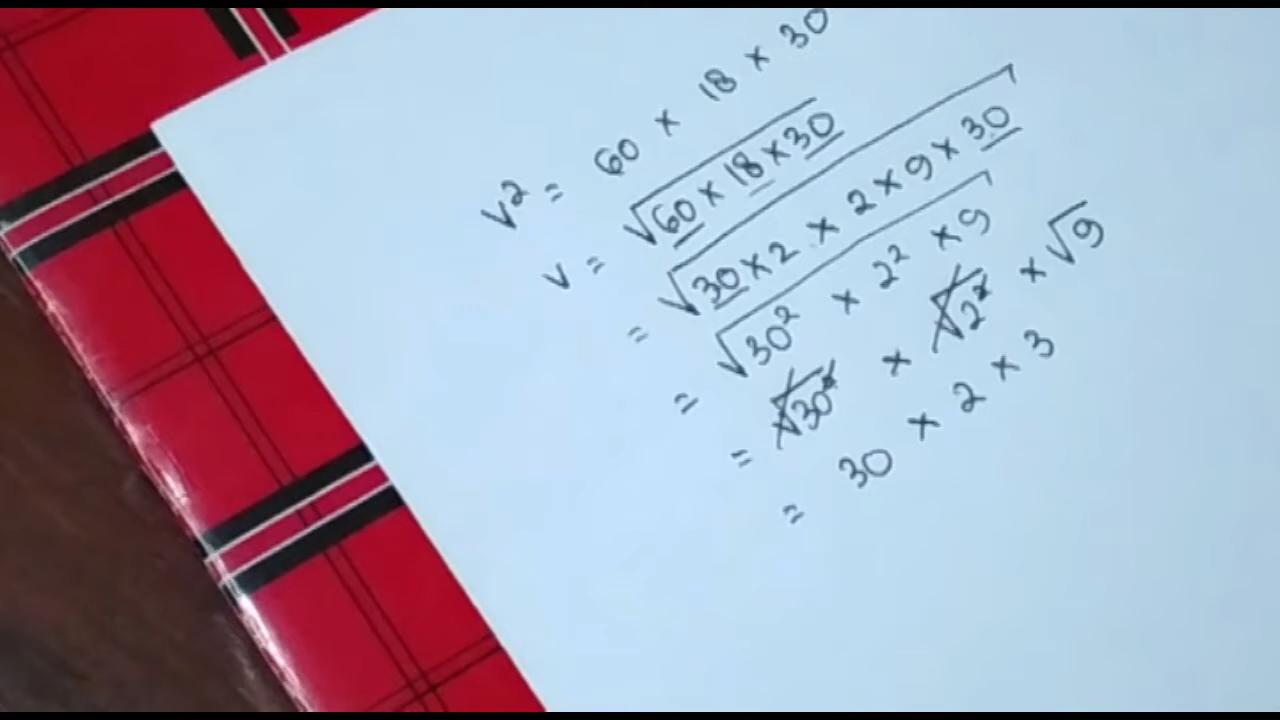 V² = 60 × 18 × 30
V = √60 × 18 × 30
= √30 × 2 × 2 × 9 × 30
= √30² × 2² × 9
= √30² × √2² × √9
= 30 × 2 × 3